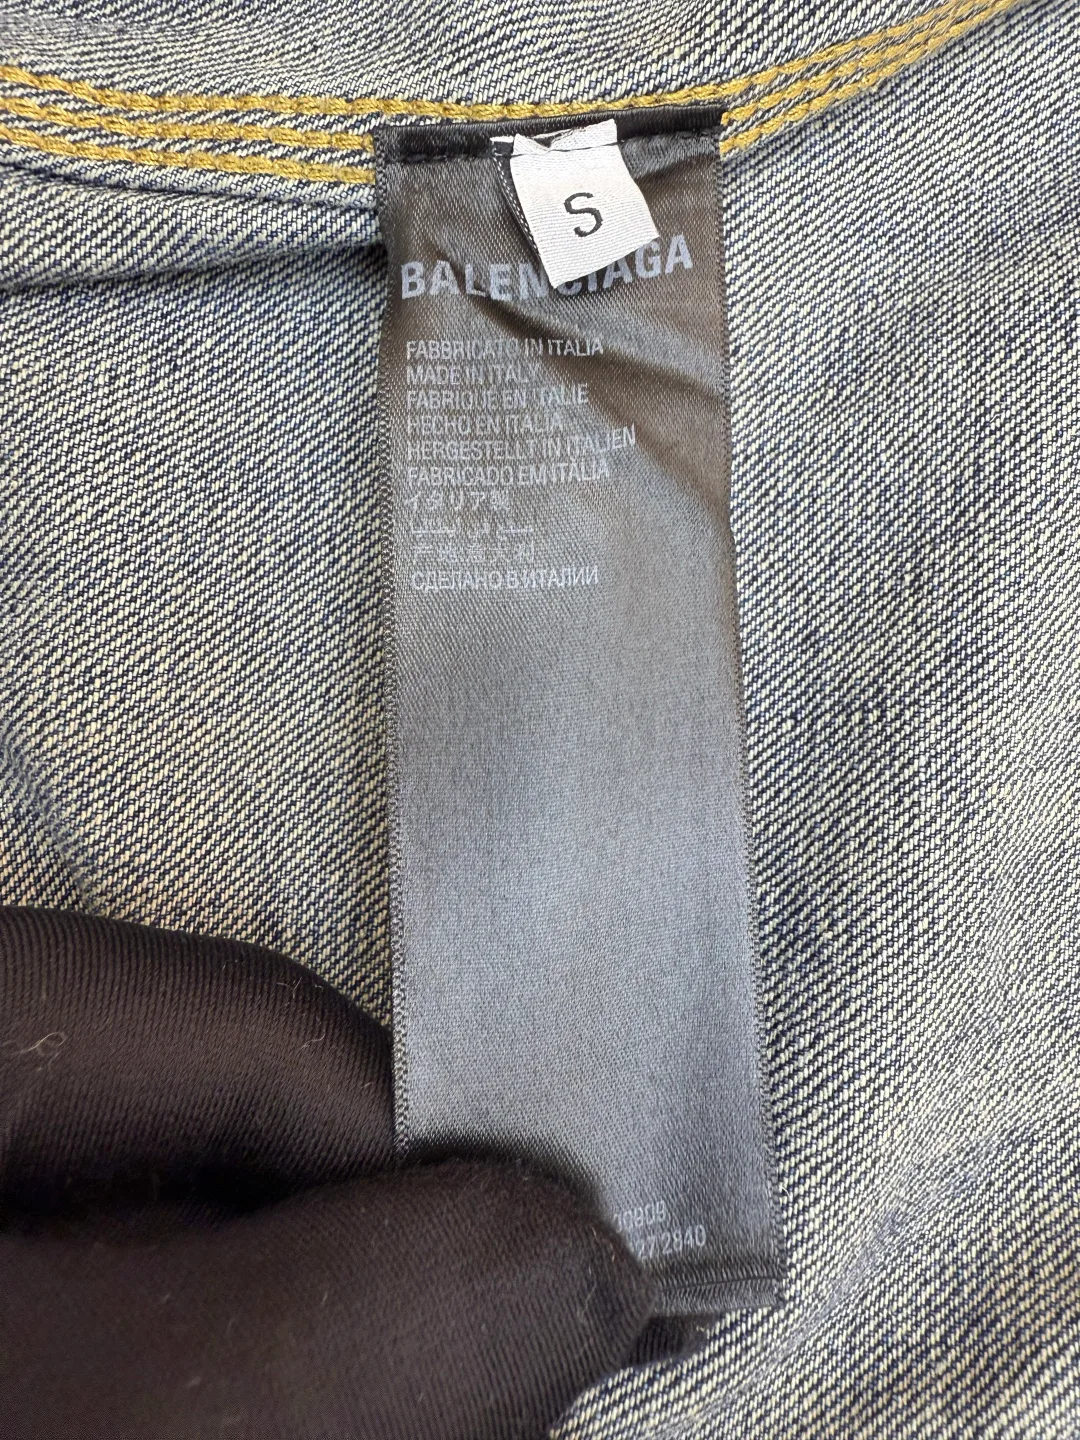 S
BALENCIAGA
FABBRICATO IN ITALIA
MADE IN ITALY
FABRIQUE EN ITALIE
HECHO EN ITALIA
HERGESTELLT IN ITALIEN
FABRICADO EM ITÁLIA
イタリア製
СДЕЛАНО В ИТАЛИИ